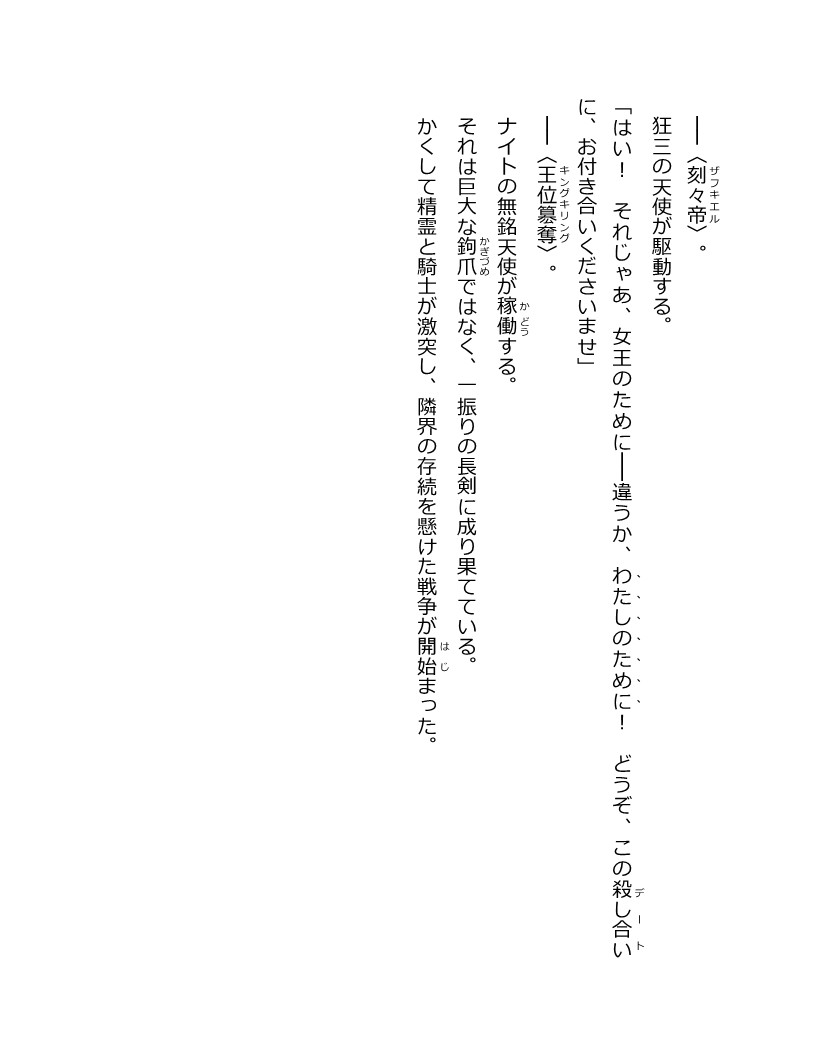 ――〈刻々帝〉。
ザフキエル
狂三の天使が駆動する。
「はい！　それじゃあ、女王のために――違うか、わたしのために！　どうぞ、この殺し合い
デート
に、お付き合いくださいませ」
――〈王位簒奪〉。
キングキリング
ナイトの無銘天使が稼働する。
かどう
それは巨大な鉤爪ではなく、一振りの長剣に成り果てている。
かぎづめ
かくして精霊と騎士が激突し、隣界の存続を懸けた戦争が開始まった。
はじ